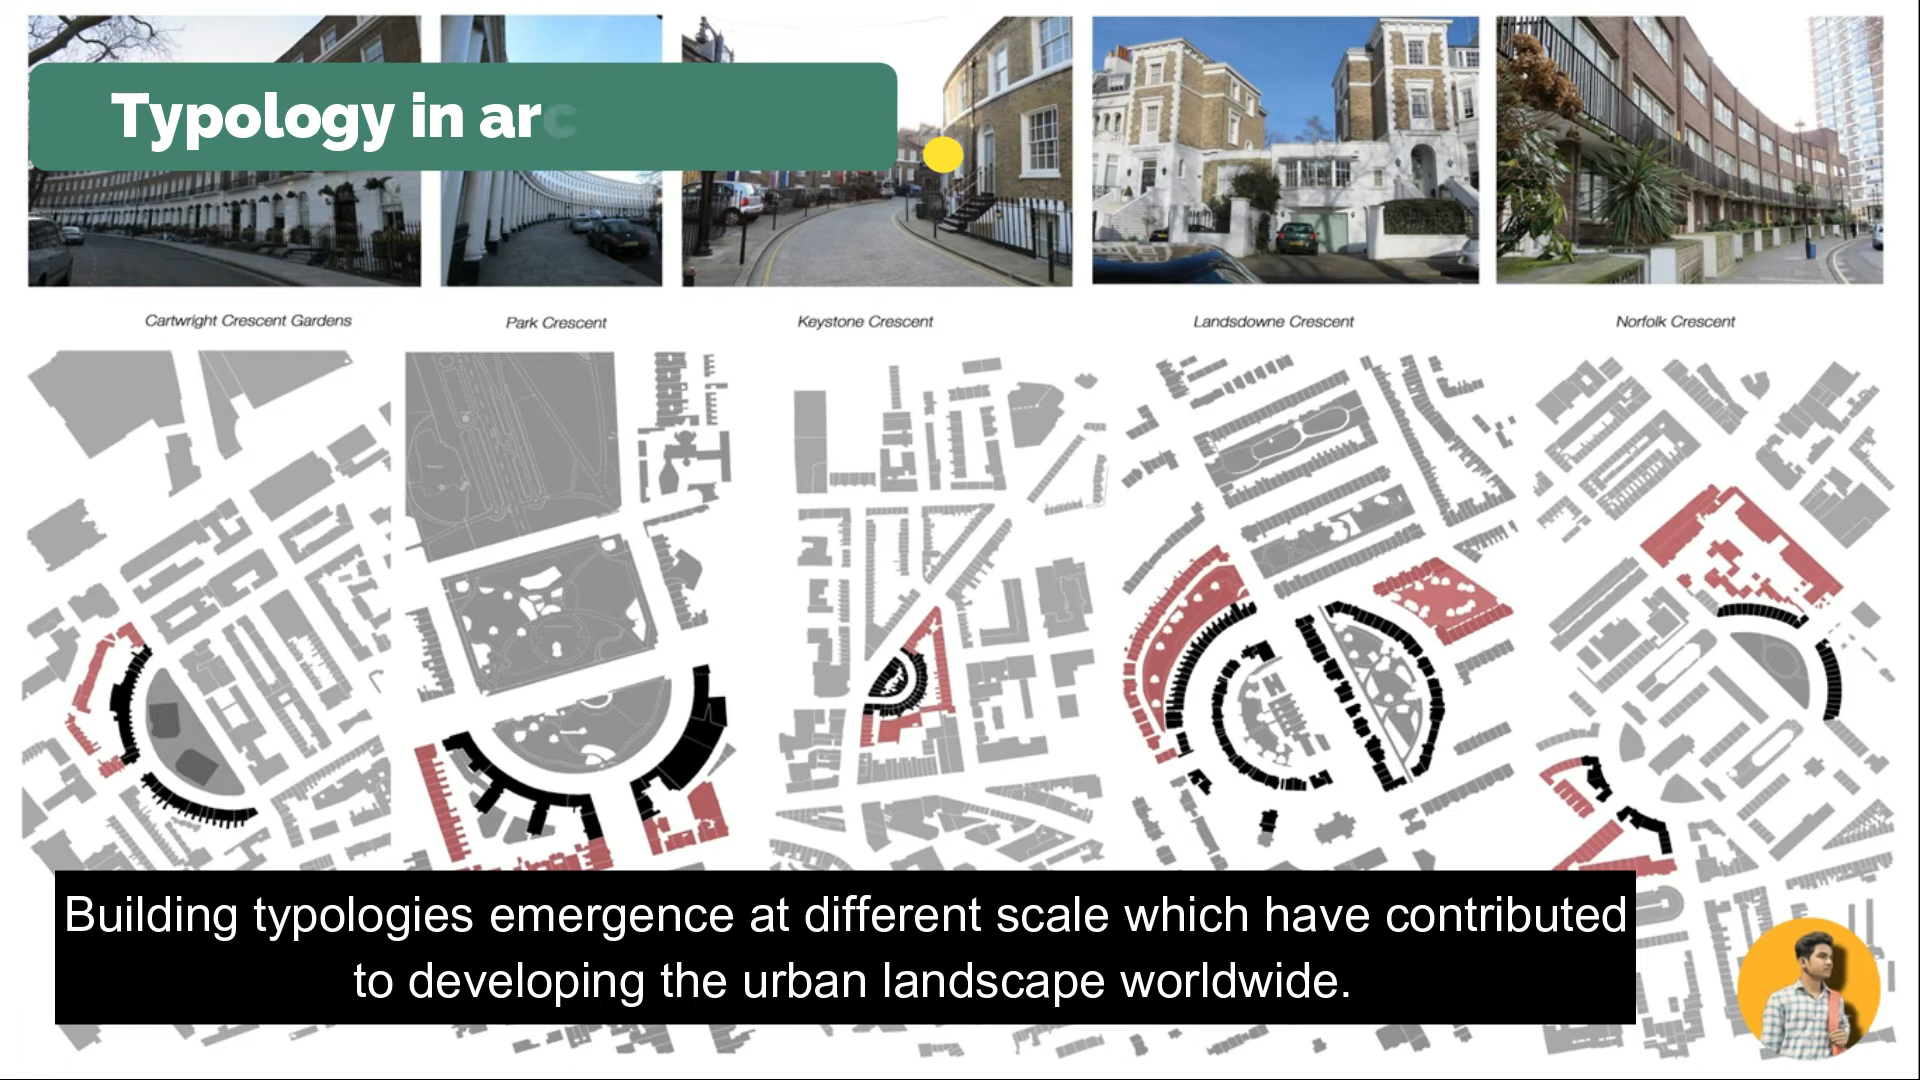 Typology in arc
Cartwright Crescent Gardens
Park Crescent
Keystone Crescent
Landsdowne Crescent
Norfolk Crescent
Building typologies emergence at different scale which have contributed
to developing the urban landscape worldwide.